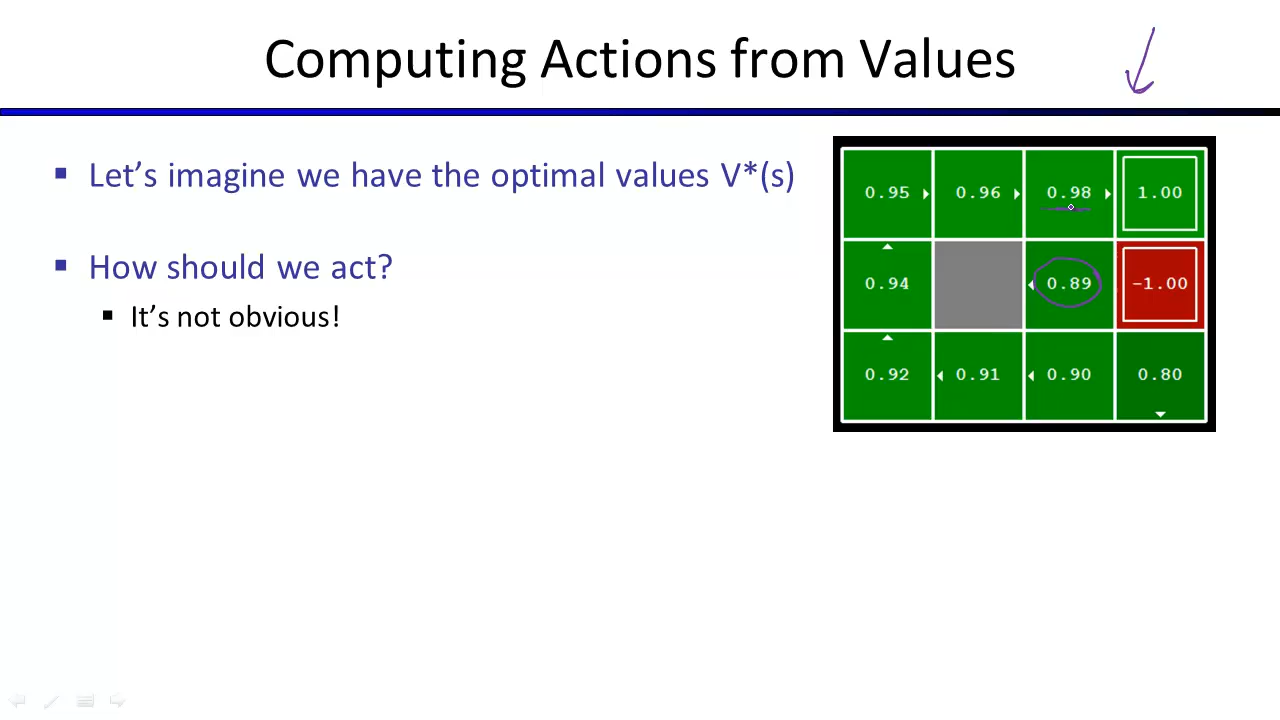 Computing Actions from Values
▪ Let's imagine we have the optimal values V*(s)
▪ How should we act?
▪ It's not obvious!
0.95 0.96 0.98 1.00
0.94 0.89 -1.00
0.92 0.91 0.90 0.80